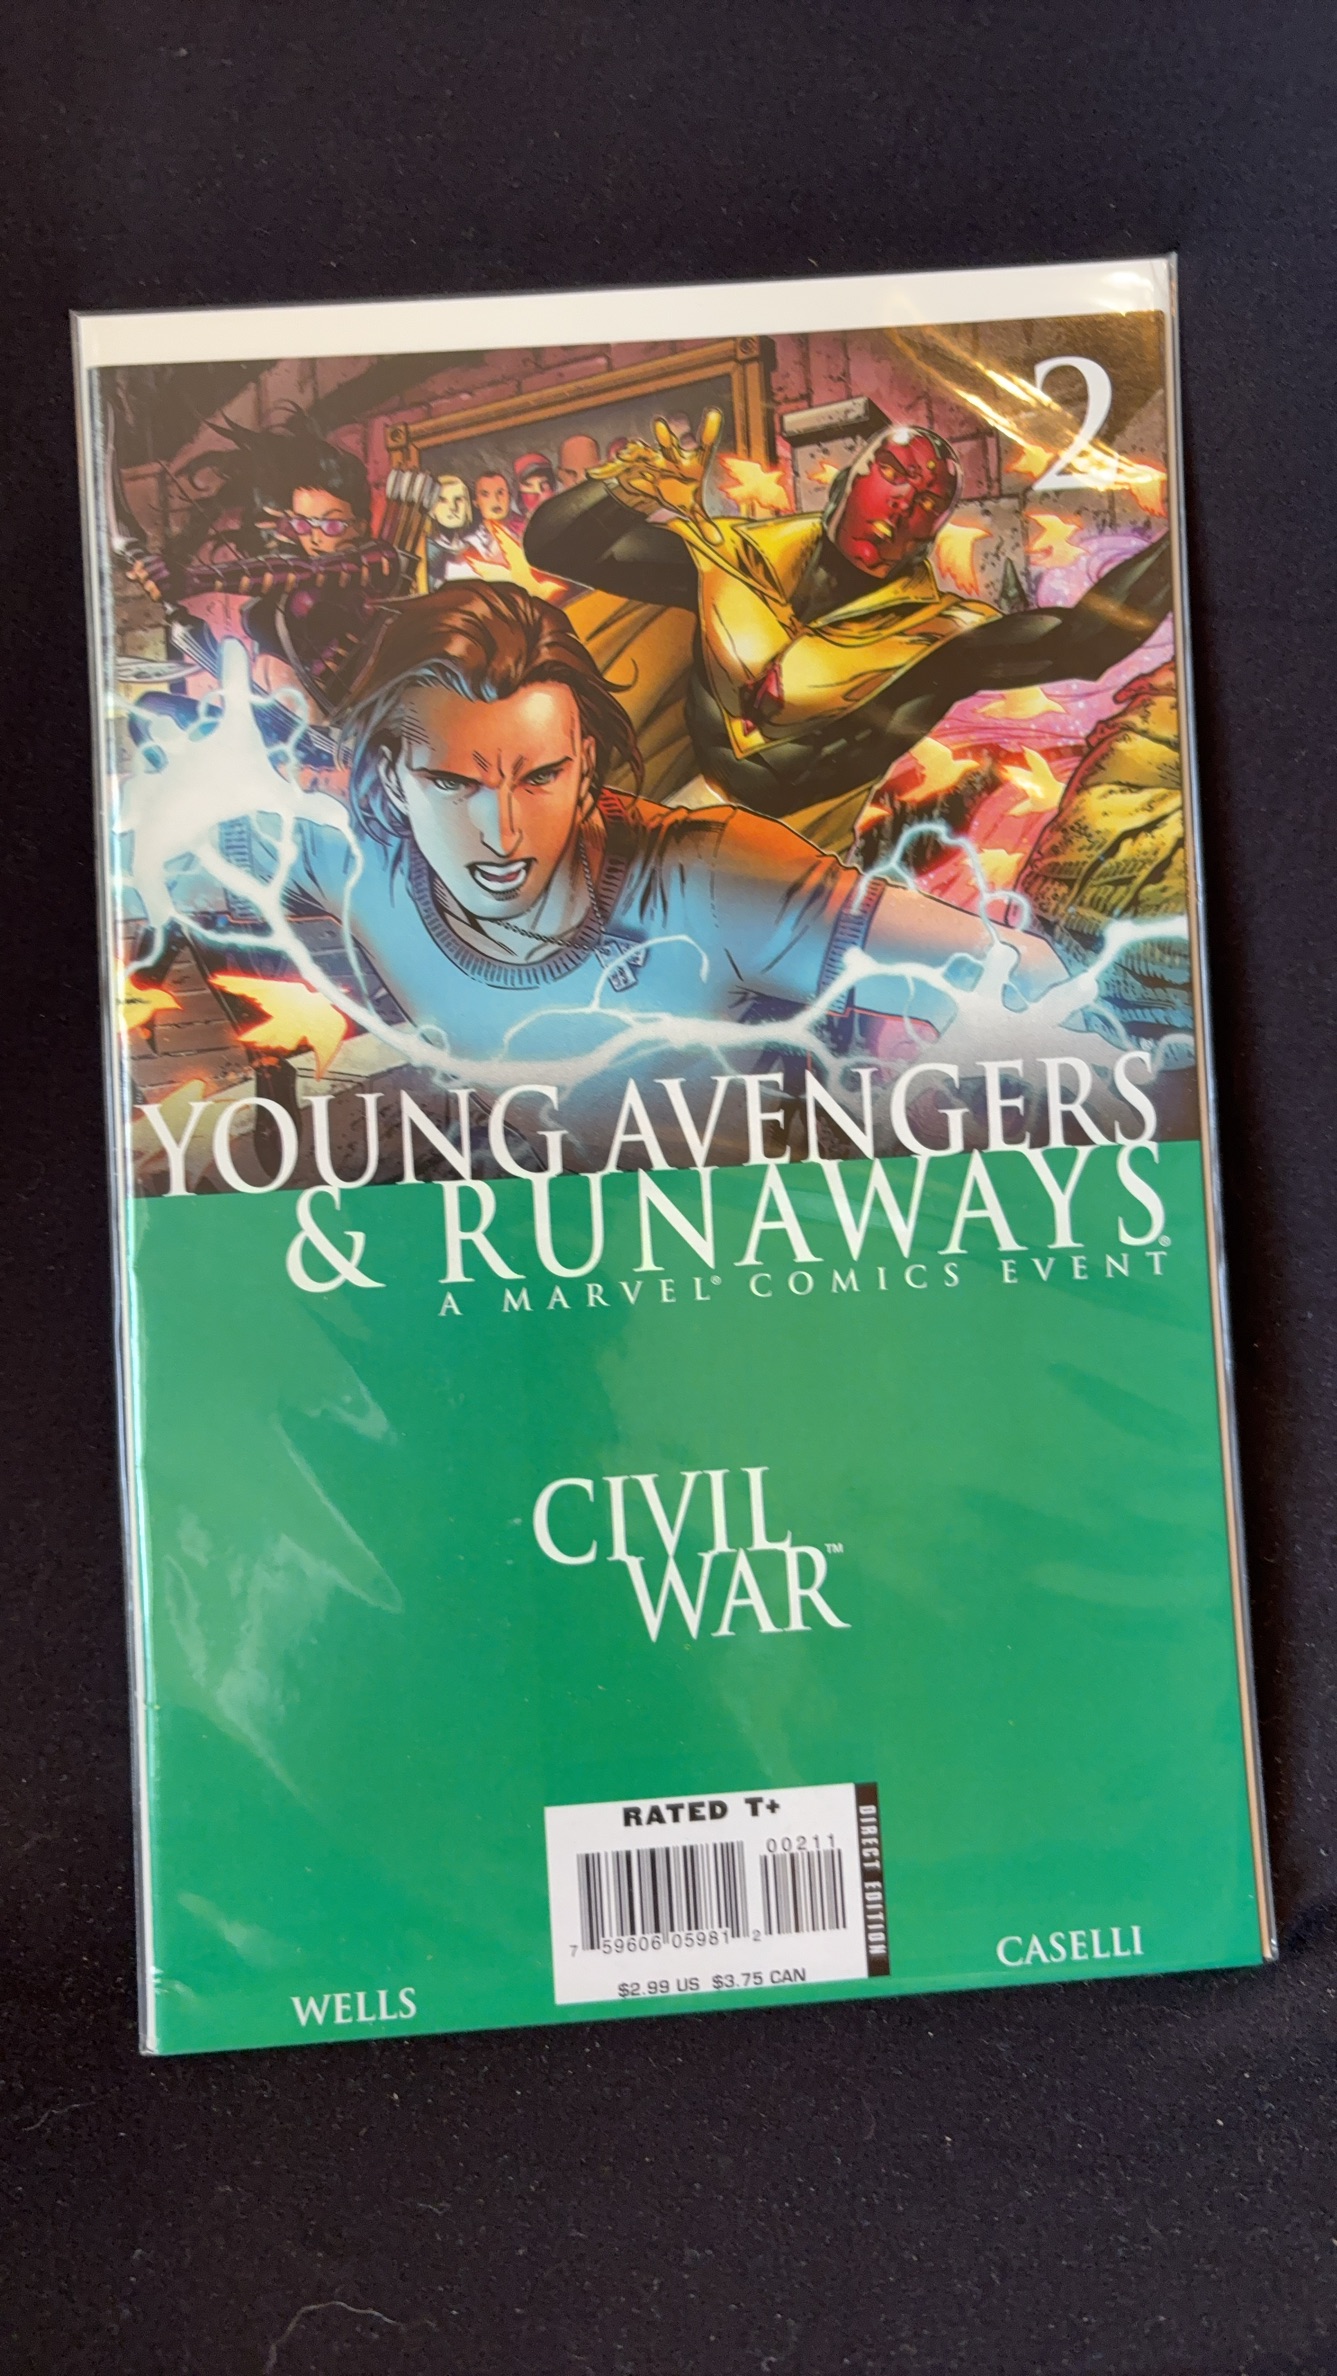 2
YOUNG AVENGERS
& RUNAWAYS®
A MARVEL® COMICS EVENT
CIVIL
WAR™
RATED T+
00211
7 59606 05981 2
$2.99 US $3.75 CAN
DIRECT EDITION
WELLS
CASELLI